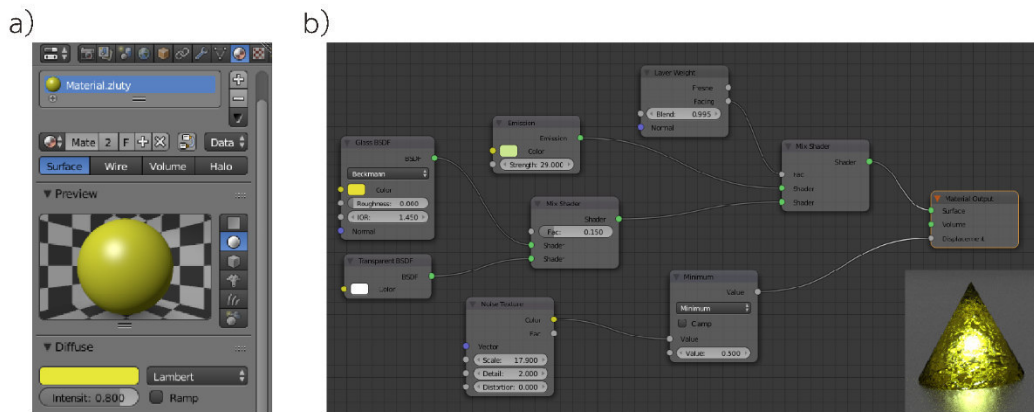 a)
b)
Material.zluty
Mate 2 F Data
Surface Wire Volume Halo
Preview
Diffuse
Lambert
Intensit: 0.800 Ramp
Glass BSDF
BSDF
Beckmann
Color
Roughness: 0.000
IOR: 1.450
Normal
Transparent BSDF
BSDF
Color
Emission
Emission
Color
Strength: 29.000
Mix Shader
Shader
Fac: 0.150
Shader
Shader
Noise Texture
Color
Fac
Vector
Scale: 17.900
Detail: 2.000
Distortion: 0.000
Layer Weight
Fresne
Facing
Blend: 0.995
Normal
Minimum
Value
Minimum
Camp
Value
Value: 0.300
Mix Shader
Shader
Fac
Shader
Shader
Material Output
Surface
Volume
Displacement